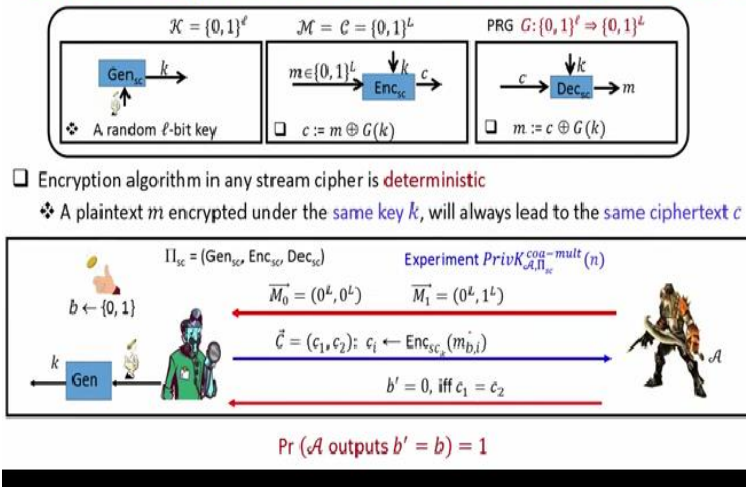 𝒦 = {0,1}^ℓ ℳ = 𝒞 = {0,1}^L PRG G:{0,1}^ℓ ⇒ {0,1}^L
Gen_sc k
❖ A random ℓ-bit key
m∈{0,1}^L k c
Enc_sc
❑ c := m ⊕ G(k)
c k m
Dec_sc
❑ m := c ⊕ G(k)
❑ Encryption algorithm in any stream cipher is deterministic
❖ A plaintext m encrypted under the same key k, will always lead to the same ciphertext c
Π_sc = (Gen_sc, Enc_sc, Dec_sc) Experiment PrivK^{coa-mult}_{𝒜,Π_sc}(n)
b ← {0, 1}
M⃗_0 = (0^L, 0^L) M⃗_1 = (0^L, 1^L)
C⃗ = (c_1, c_2): c_i ← Enc_{sc_k}(m_{b,i})
k
Gen
𝒜
b′ = 0, iff c_1 = c_2
Pr (𝒜 outputs b′ = b) = 1